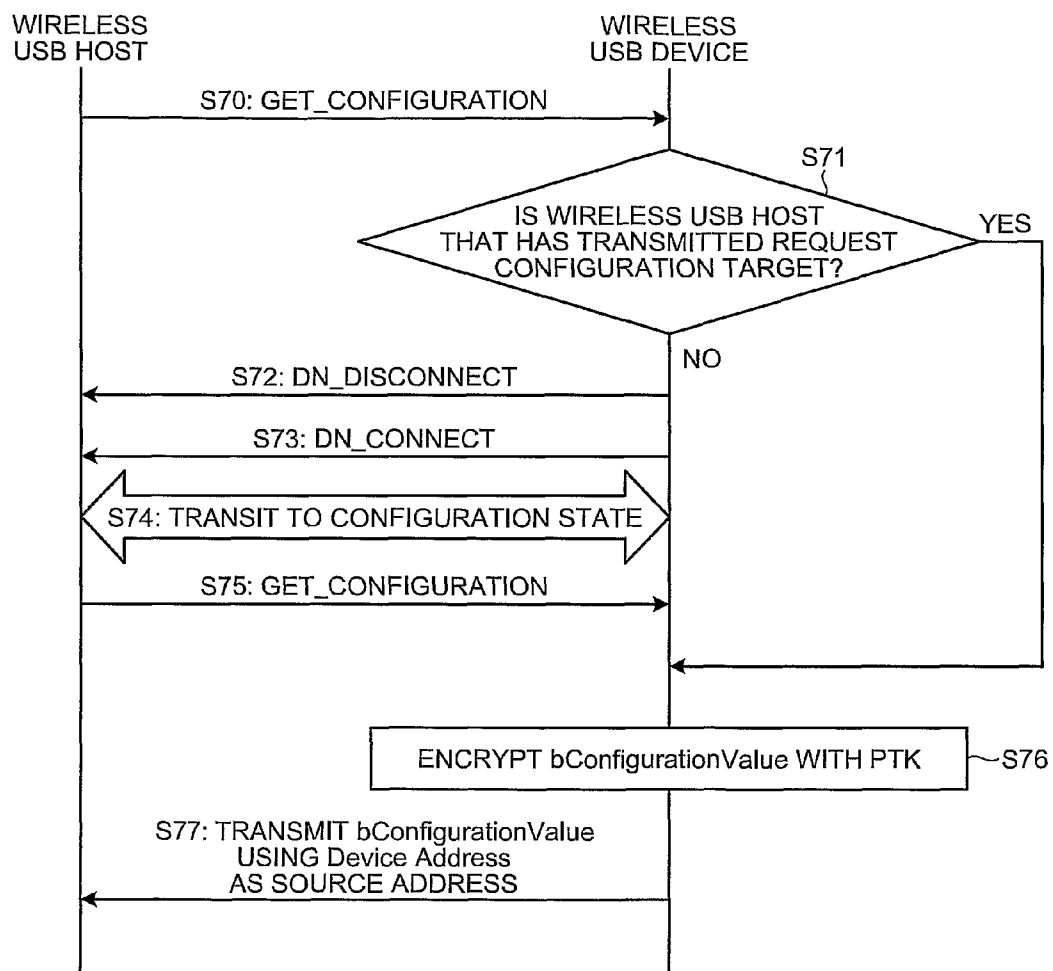 WIRELESS
USB HOST
WIRELESS
USB DEVICE
S70: GET_CONFIGURATION
S71
IS WIRELESS USB HOST
THAT HAS TRANSMITTED REQUEST
CONFIGURATION TARGET?
YES
NO
S72: DN_DISCONNECT
S73: DN_CONNECT
S74: TRANSIT TO CONFIGURATION STATE
S75: GET_CONFIGURATION
ENCRYPT bConfigurationValue WITH PTK
S76
S77: TRANSMIT bConfigurationValue
USING Device Address
AS SOURCE ADDRESS